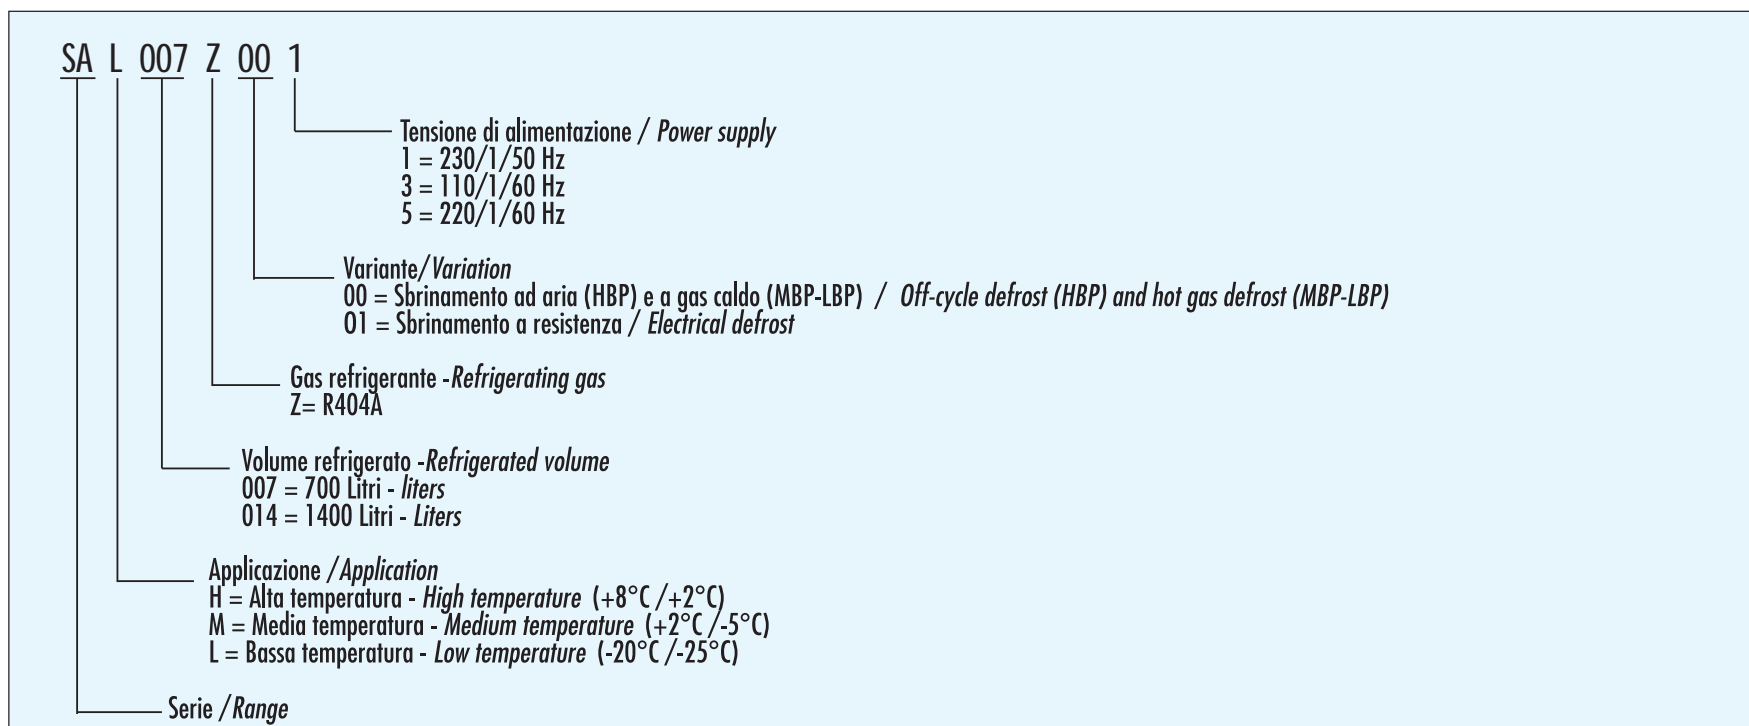 SA L 007 Z 00 1
Tensione di alimentazione / Power supply
1 = 230/1/50 Hz
3 = 110/1/60 Hz
5 = 220/1/60 Hz
Variante/Variation
00 = Sbrinamento ad aria (HBP) e a gas caldo (MBP-LBP) / Off-cycle defrost (HBP) and hot gas defrost (MBP-LBP)
O1 = Sbrinamento a resistenza / Electrical defrost
Gas refrigerante -Refrigerating gas
Z= R404A
Volume refrigerato -Refrigerated volume
007 = 700 Litri - liters
014 = 1400 Litri - Liters
Applicazione /Application
H = Alta temperatura - High temperature (+8°C /+2°C)
M = Media temperatura - Medium temperature (+2°C /-5°C)
L = Bassa temperatura - Low temperature (-20°C /-25°C)
Serie /Range